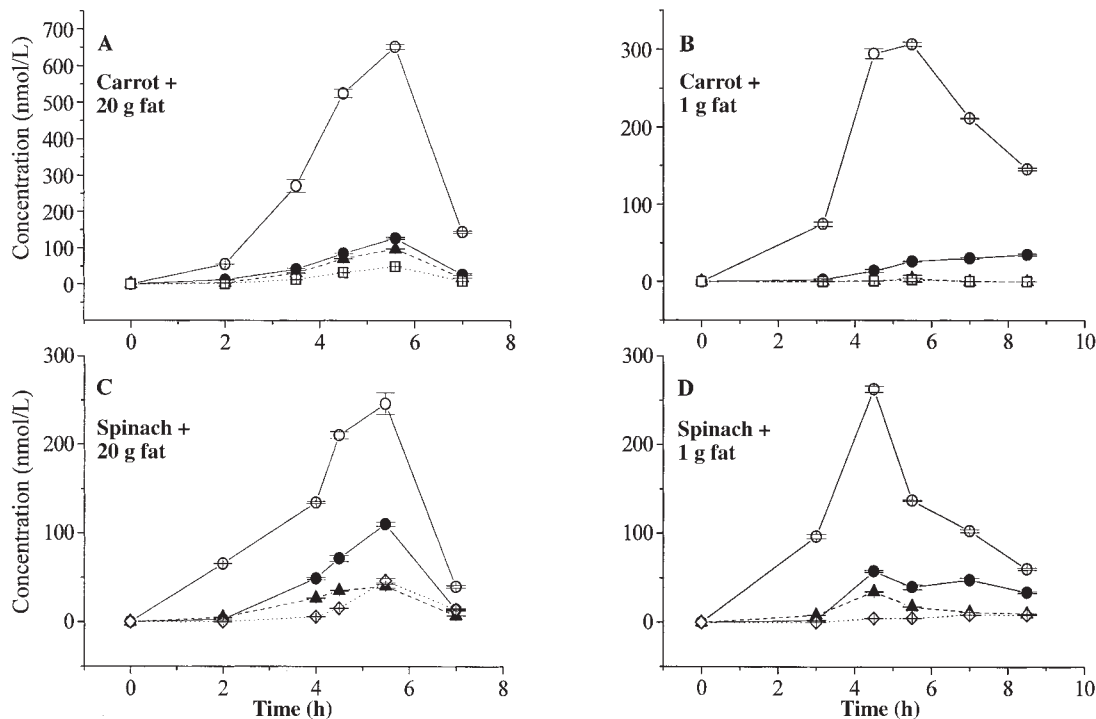 A
Carrot +
20 g fat
Concentration (nmol/L)
700
600
500
400
300
200
100
0
0 2 4 6 8
B
Carrot +
1 g fat
300
200
100
0
0 2 4 6 8 10
C
Spinach +
20 g fat
Concentration (nmol/L)
300
200
100
0
0 2 4 6 8
Time (h)
D
Spinach +
1 g fat
300
200
100
0
0 2 4 6 8 10
Time (h)